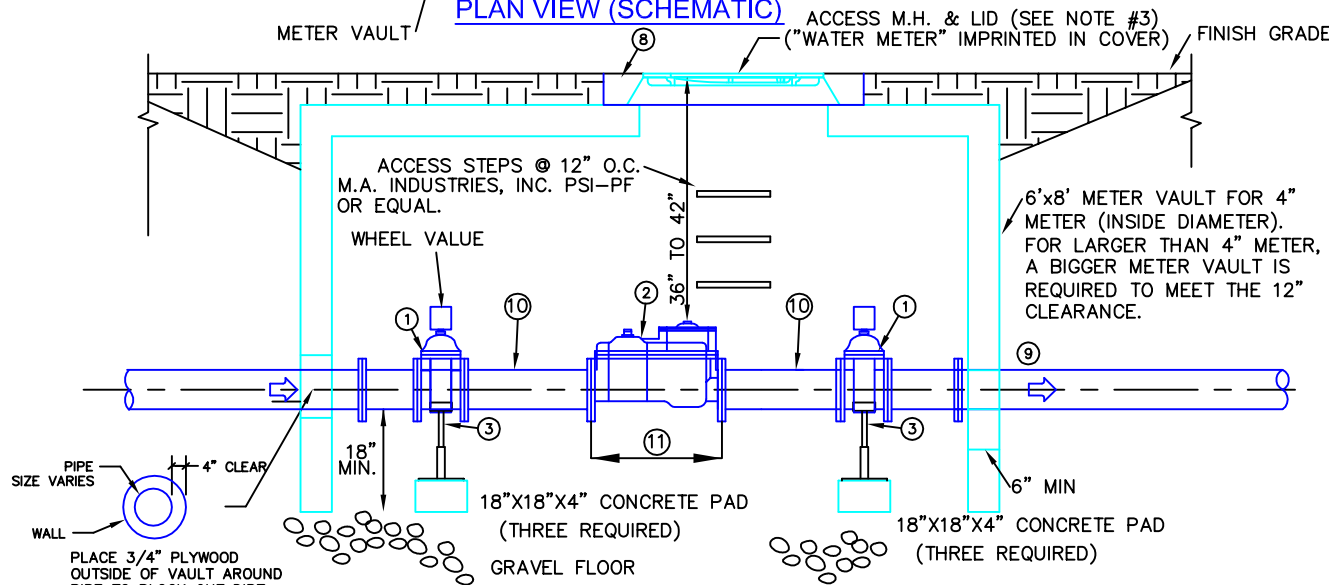 PLAN VIEW (SCHEMATIC)
METER VAULT
8
ACCESS M.H. & LID (SEE NOTE #3)
("WATER METER" IMPRINTED IN COVER)
FINISH GRADE
ACCESS STEPS @ 12" O.C.
M.A. INDUSTRIES, INC. PSI-PF
OR EQUAL.
WHEEL VALUE
36" TO 42"
6'x8' METER VAULT FOR 4"
METER (INSIDE DIAMETER).
FOR LARGER THAN 4" METER,
A BIGGER METER VAULT IS
REQUIRED TO MEET THE 12"
CLEARANCE.
1
10
2
10
1
9
3
11
3
18"
MIN.
PIPE
SIZE VARIES
4" CLEAR
WALL
6" MIN
18"X18"X4" CONCRETE PAD
(THREE REQUIRED)
18"X18"X4" CONCRETE PAD
(THREE REQUIRED)
GRAVEL FLOOR
PLACE 3/4" PLYWOOD
OUTSIDE OF VAULT AROUND
PIPE TO BLOCK OUT PIPE